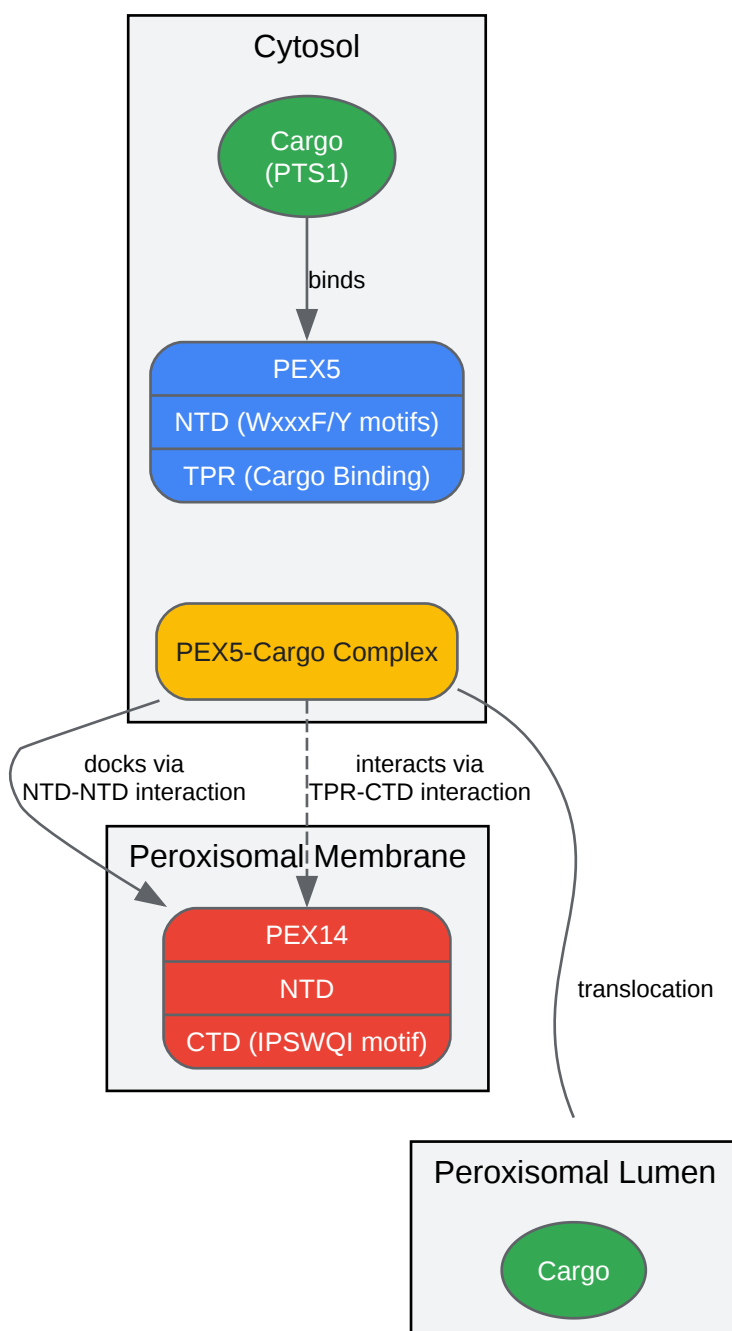 Cytosol
Cargo
(PTS1)
binds
PEX5
NTD (WxxxF/Y motifs)
TPR (Cargo Binding)
PEX5-Cargo Complex
docks via
NTD-NTD interaction
interacts via
TPR-CTD interaction
Peroxisomal Membrane
PEX14
NTD
CTD (IPSWQI motif)
translocation
Peroxisomal Lumen
Cargo